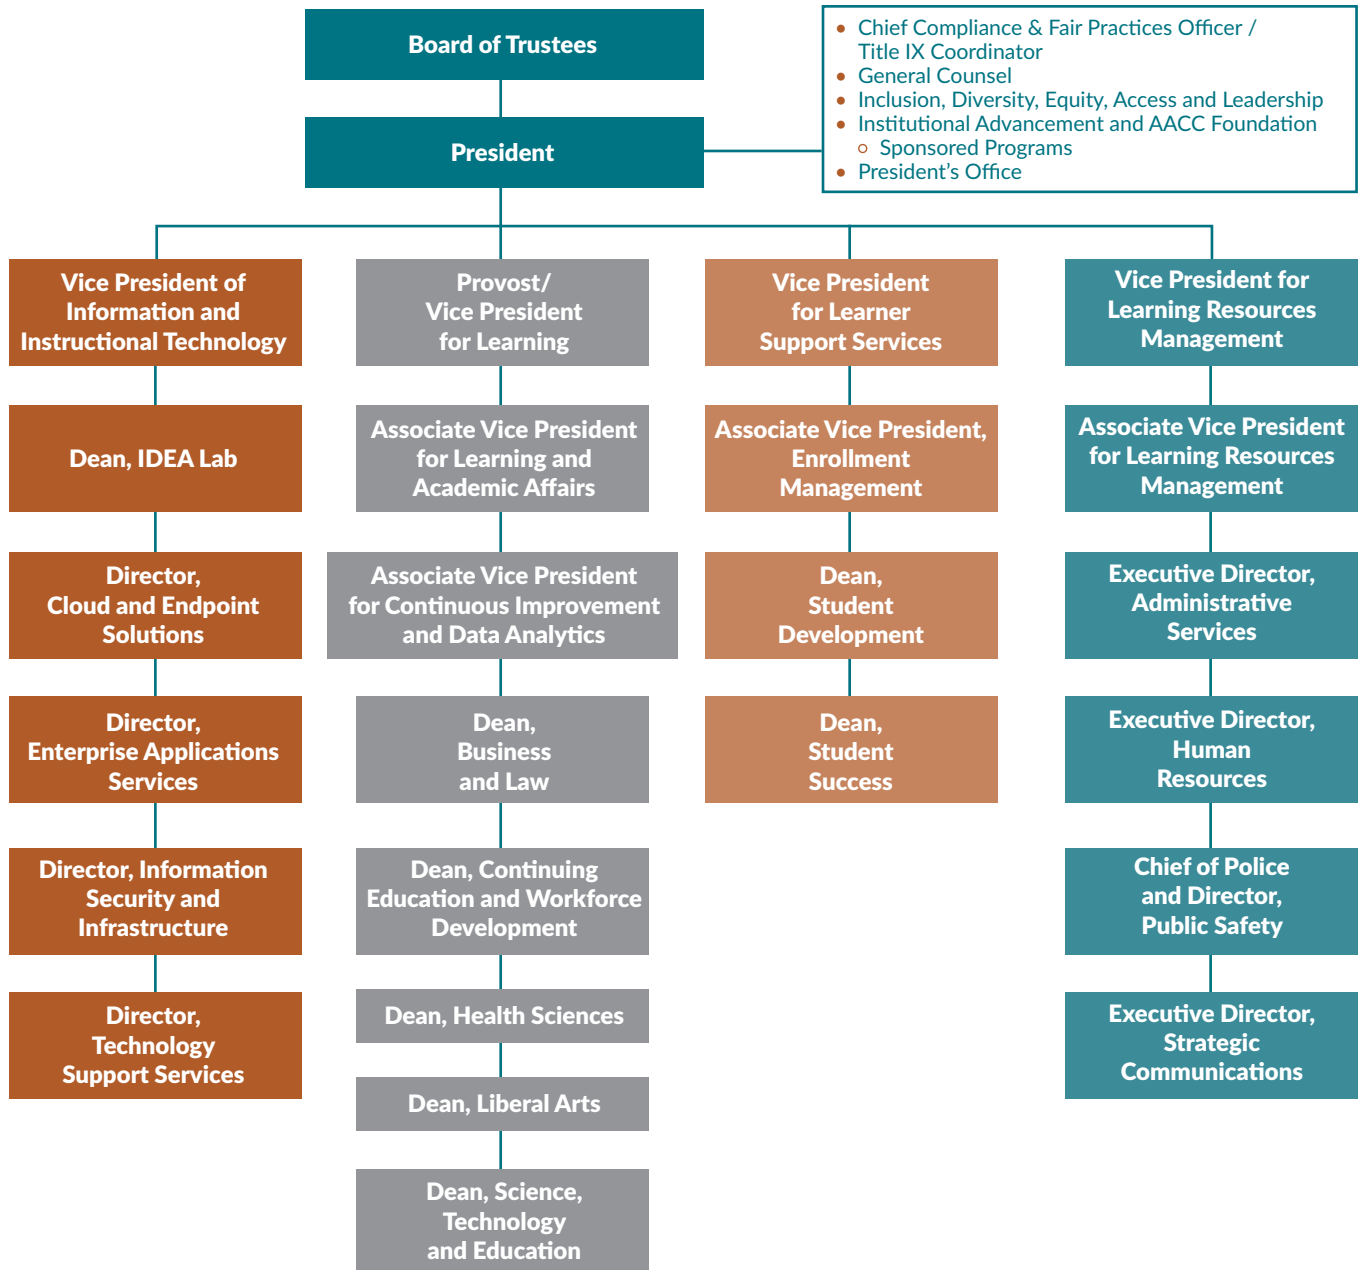 Board of Trustees
President
• Chief Compliance & Fair Practices Officer /
Title IX Coordinator
• General Counsel
• Inclusion, Diversity, Equity, Access and Leadership
• Institutional Advancement and AACC Foundation
○ Sponsored Programs
• President’s Office
Vice President of
Information and
Instructional Technology
Dean, IDEA Lab
Director,
Cloud and Endpoint
Solutions
Director,
Enterprise Applications
Services
Director, Information
Security and
Infrastructure
Director,
Technology
Support Services
Provost/
Vice President
for Learning
Associate Vice President
for Learning and
Academic Affairs
Associate Vice President
for Continuous Improvement
and Data Analytics
Dean,
Business
and Law
Dean, Continuing
Education and Workforce
Development
Dean, Health Sciences
Dean, Liberal Arts
Dean, Science,
Technology
and Education
Vice President
for Learner
Support Services
Associate Vice President,
Enrollment
Management
Dean,
Student
Development
Dean,
Student
Success
Vice President for
Learning Resources
Management
Associate Vice President
for Learning Resources
Management
Executive Director,
Administrative
Services
Executive Director,
Human
Resources
Chief of Police
and Director,
Public Safety
Executive Director,
Strategic
Communications